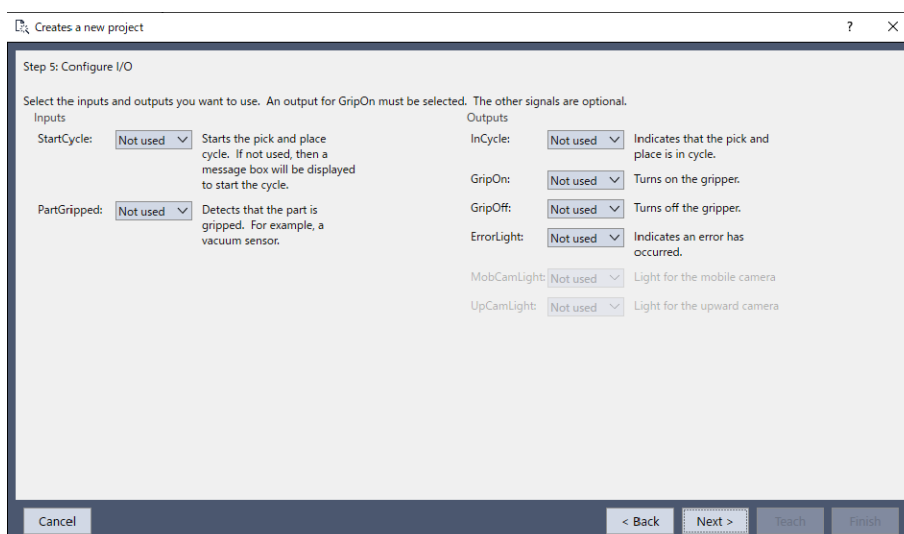 Creates a new project
Step 5: Configure I/O
Select the inputs and outputs you want to use. An output for GripOn must be selected. The other signals are optional.
Inputs
StartCycle: Not used Starts the pick and place
cycle. If not used, then a
message box will be displayed
to start the cycle.
PartGripped: Not used Detects that the part is
gripped. For example, a
vacuum sensor.
Outputs
InCycle: Not used Indicates that the pick and
place is in cycle.
GripOn: Not used Turns on the gripper.
GripOff: Not used Turns off the gripper.
ErrorLight: Not used Indicates an error has
occurred.
MobCamLight: Not used Light for the mobile camera
UpCamLight: Not used Light for the upward camera
Cancel < Back Next > Teach Finish